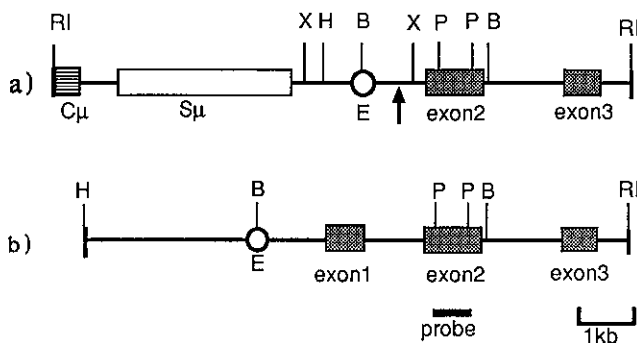 RI X H B X P P B RI
a)
Cμ Sμ E exon2 exon3
H B P P B RI
b)
E exon1 exon2 exon3
probe 1kb